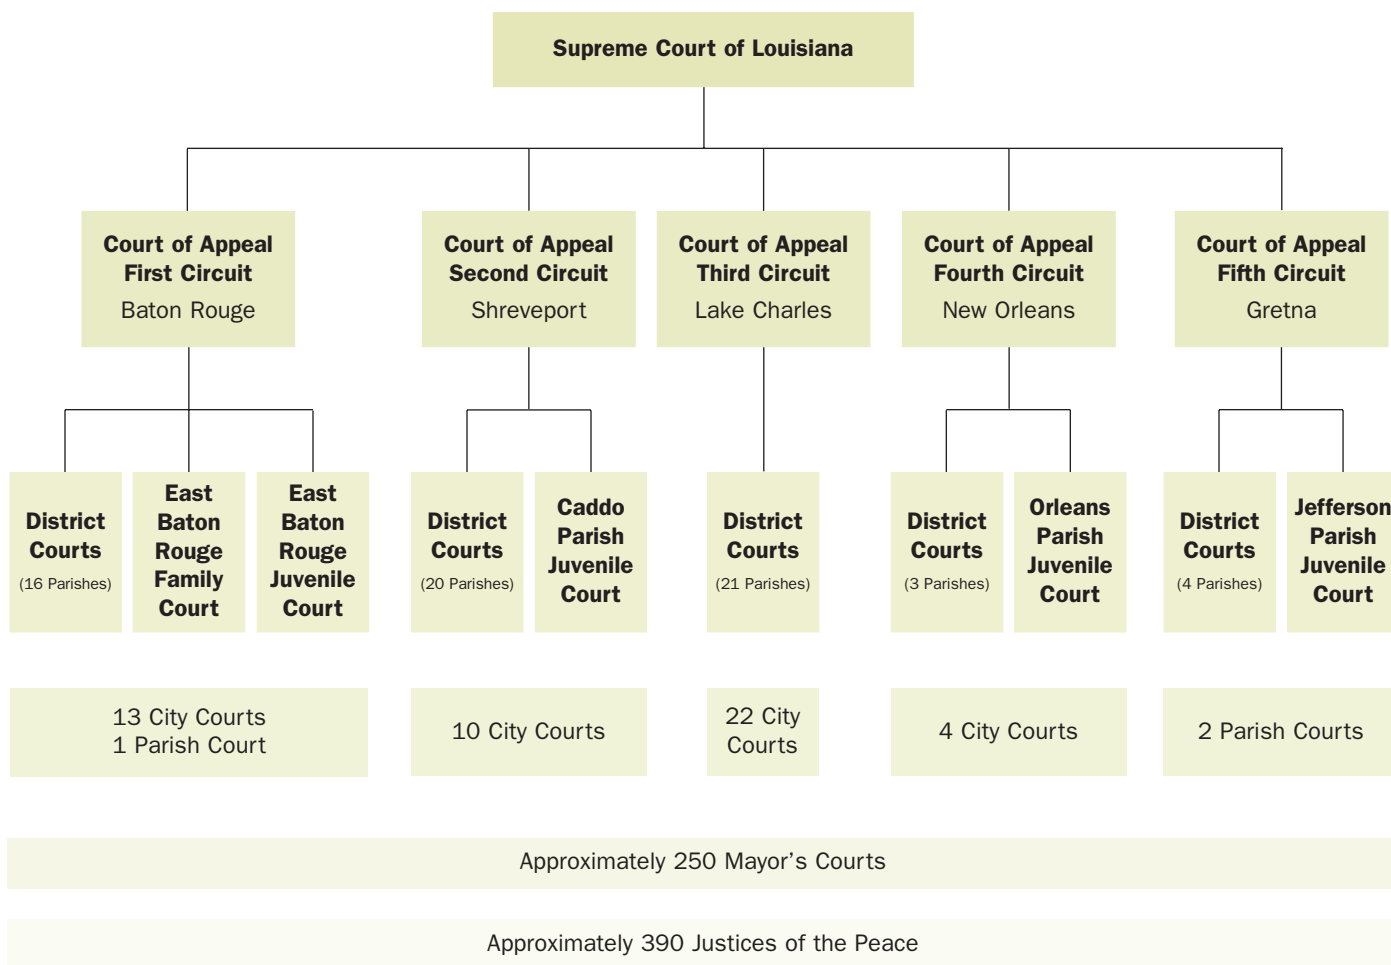 Supreme Court of Louisiana
Court of Appeal
First Circuit
Baton Rouge
Court of Appeal
Second Circuit
Shreveport
Court of Appeal
Third Circuit
Lake Charles
Court of Appeal
Fourth Circuit
New Orleans
Court of Appeal
Fifth Circuit
Gretna
District
Courts
(16 Parishes)
East
Baton
Rouge
Family
Court
East
Baton
Rouge
Juvenile
Court
District
Courts
(20 Parishes)
Caddo
Parish
Juvenile
Court
District
Courts
(21 Parishes)
District
Courts
(3 Parishes)
Orleans
Parish
Juvenile
Court
District
Courts
(4 Parishes)
Jefferson
Parish
Juvenile
Court
13 City Courts
1 Parish Court
10 City Courts
22 City
Courts
4 City Courts
2 Parish Courts
Approximately 250 Mayor’s Courts
Approximately 390 Justices of the Peace